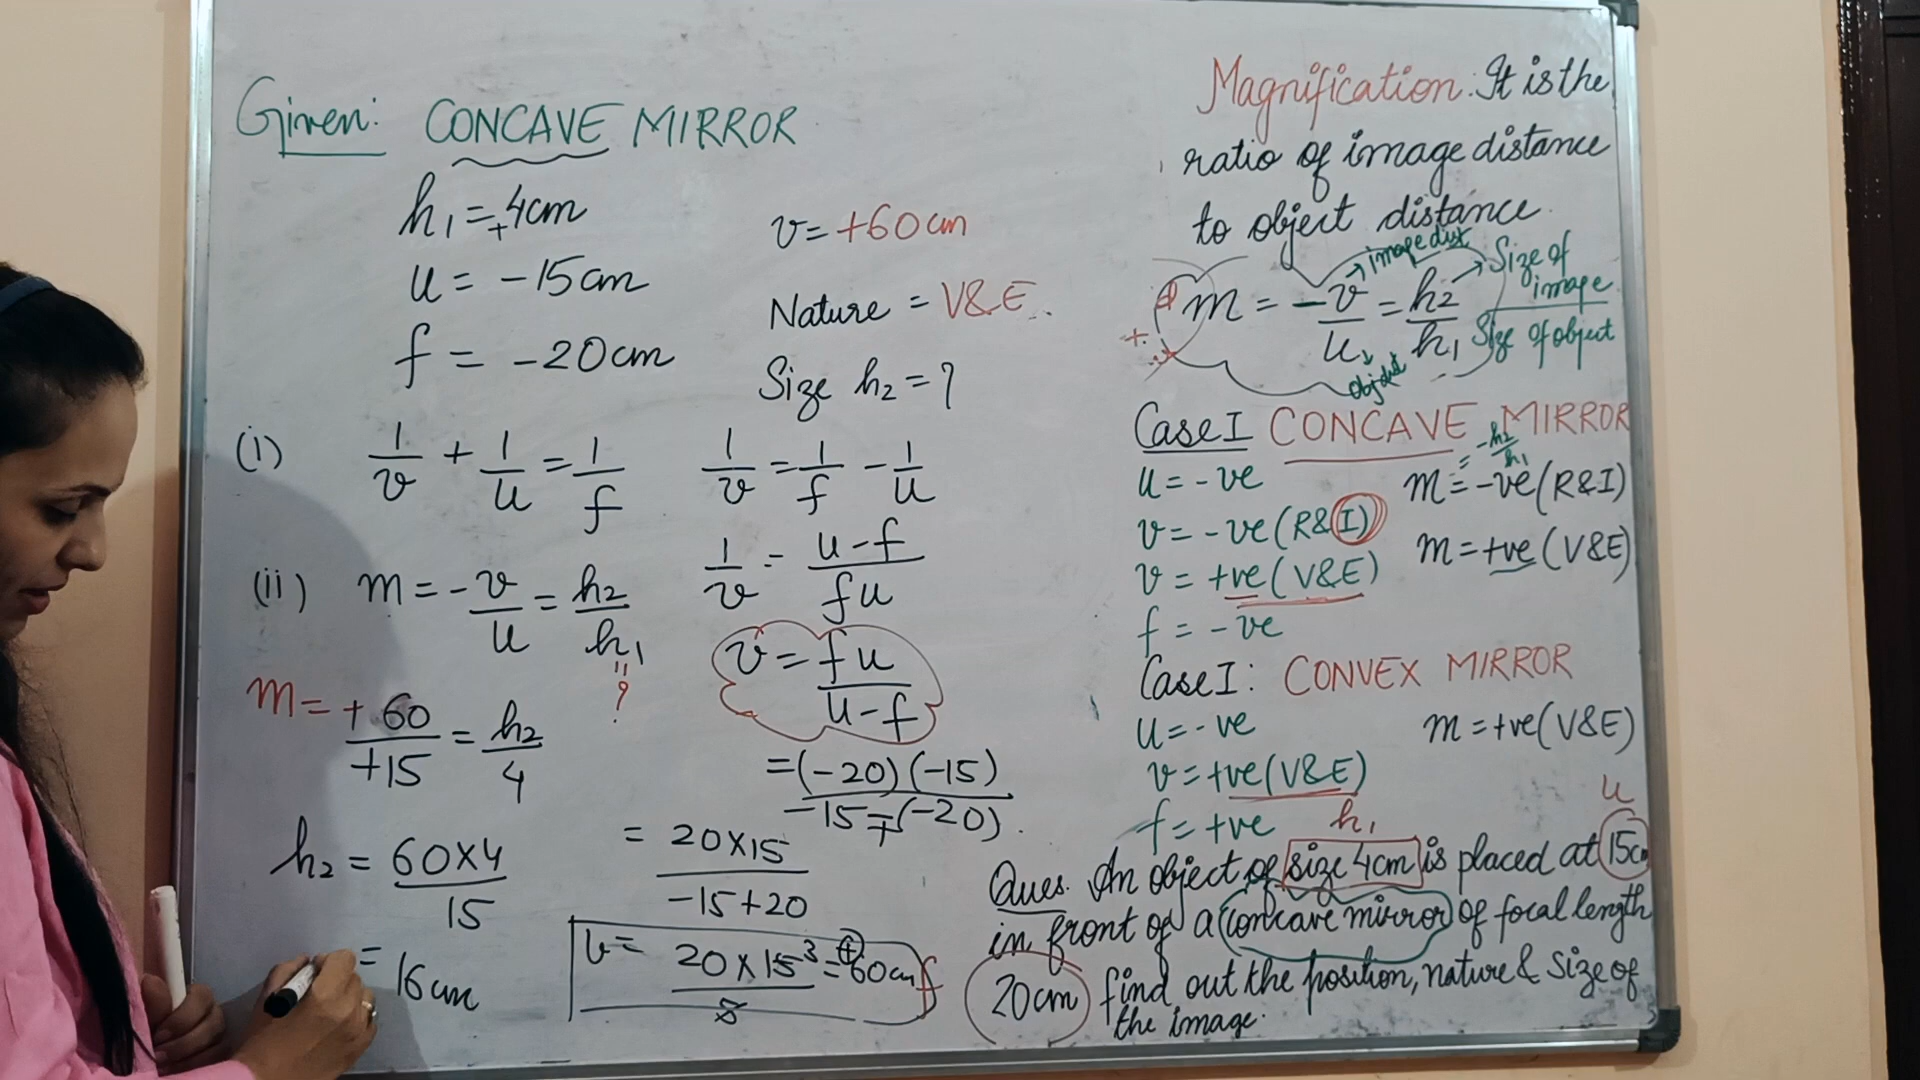 Given: CONCAVE MIRROR
h₁ = +4cm
u = -15cm
f = -20cm
v = +60cm
Nature = V&E
Size h₂ = ?
(i) 1/v + 1/u = 1/f
1/v = 1/f - 1/u
1/v = u-f/fu
v = fu/u-f
= (-20)(-15)/-15-(-20)
+
= 20×15/-15+20
v = 20×15³/5 = +60cm
(ii) m = -v/u = h₂/h₁
"
?
m = +60/+15 = h₂/4
h₂ = 60×4/15
= 16cm
Magnification: It is the
ratio of image distance
to object distance.
m = -v/u = h₂/h₁
image dist
Size of
image
Size of object
Case I CONCAVE MIRROR
u = -ve
v = -ve (R&I)
v = +ve (V&E)
f = -ve
= -h₂/h₁
m = -ve (R&I)
m = +ve (V&E)
Case I: CONVEX MIRROR
u = -ve
v = +ve (V&E)
f = +ve
m = +ve (V&E)
h₁
u
Ques. An object of size 4cm is placed at 15cm
in front of a concave mirror of focal length
20cm find out the position, nature & size of
the image.